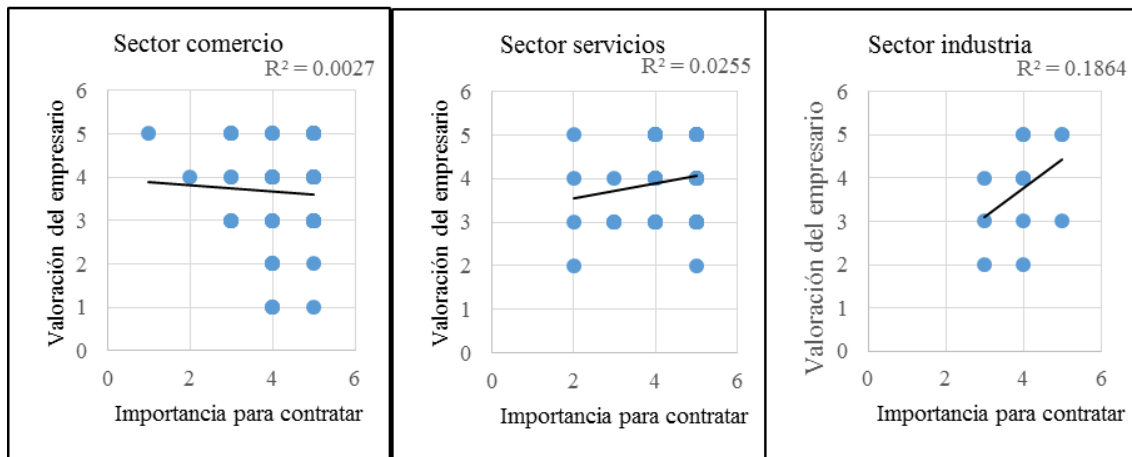 Sector comercio
R² = 0.0027
Valoración del empresario
6
5
4
3
2
1
0
0 2 4 6
Importancia para contratar
Sector servicios
R² = 0.0255
Valoración del empresario
6
5
4
3
2
1
0
0 2 4 6
Importancia para contratar
Sector industria
R² = 0.1864
Valoración del empresario
6
5
4
3
2
1
0
0 2 4 6
Importancia para contratar